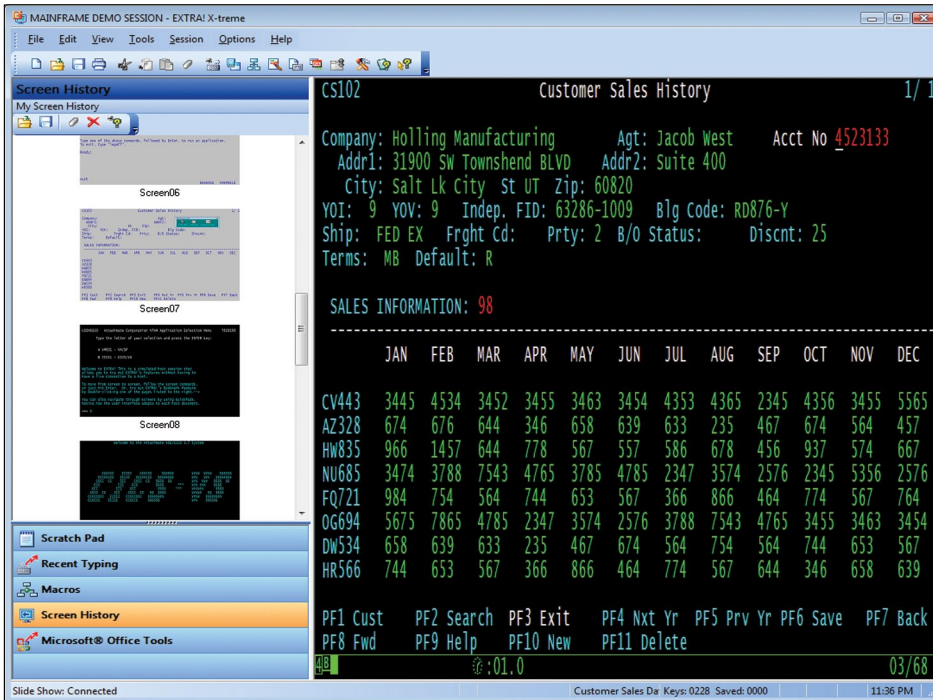 MAINFRAME DEMO SESSION - EXTRA! X-treme
File Edit View Tools Session Options Help
Screen History
My Screen History
Screen06
Screen07
Screen08
Scratch Pad
Recent Typing
Macros
Screen History
Microsoft® Office Tools
CS102 Customer Sales History 1/ 1
Company: Holling Manufacturing Agt: Jacob West Acct No 4523133
Addr1: 31900 SW Townshend BLVD Addr2: Suite 400
City: Salt Lk City St UT Zip: 60820
YOI: 9 YOV: 9 Indep. FID: 63286-1009 Blg Code: RD876-Y
Ship: FED EX Frght Cd: Prty: 2 B/O Status: Discnt: 25
Terms: MB Default: R
SALES INFORMATION: 98
JAN FEB MAR APR MAY JUN JUL AUG SEP OCT NOV DEC
CV443 3445 4534 3452 3455 3463 3454 4353 4365 2345 4356 3455 5565
AZ328 674 676 644 346 658 639 633 235 467 674 564 457
HW835 966 1457 644 778 567 557 586 678 456 937 574 667
NU685 3474 3788 7543 4765 3785 4785 2347 3574 2576 2345 5356 2576
FQ721 984 754 564 744 653 567 366 866 464 774 567 764
OG694 5675 7865 4785 2347 3574 2576 3788 7543 4765 3455 3463 3454
DW534 658 639 633 235 467 674 564 754 564 744 653 567
HR566 744 653 567 366 866 464 774 567 644 346 658 639
PF1 Cust PF2 Search PF3 Exit PF4 Nxt Yr PF5 Prv Yr PF6 Save PF7 Back
PF8 Fwd PF9 Help PF10 New PF11 Delete
4B :01.0 03/68
Slide Show: Connected Customer Sales Da Keys: 0228 Saved: 0000 11:36 PM